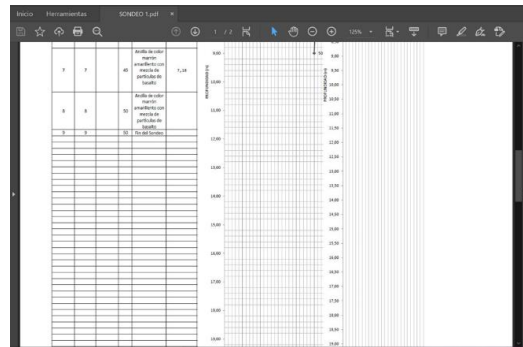 Inicio Herramientas SONDEO 1.pdf ×
1 / 2 125%
7 7 45 Arcilla de color
marrón
amarillento con
mezcla de
partículas de
basalto
7,14
8 8 50 Arcilla de color
marrón
amarillento con
mezcla de
partículas de
basalto
50 Fin del Sondeo
PROFUNDIDAD (m)
9,00
10,00
11,00
12,00
13,00
14,00
15,00
16,00
17,00
18,00
19,00
50
PROFUNDIDAD (m)
9,00
9,50
10,00
10,50
11,00
11,50
12,00
12,50
13,00
13,50
14,00
14,50
15,00
15,50
16,00
16,50
17,00
17,50
18,00
18,50
19,00